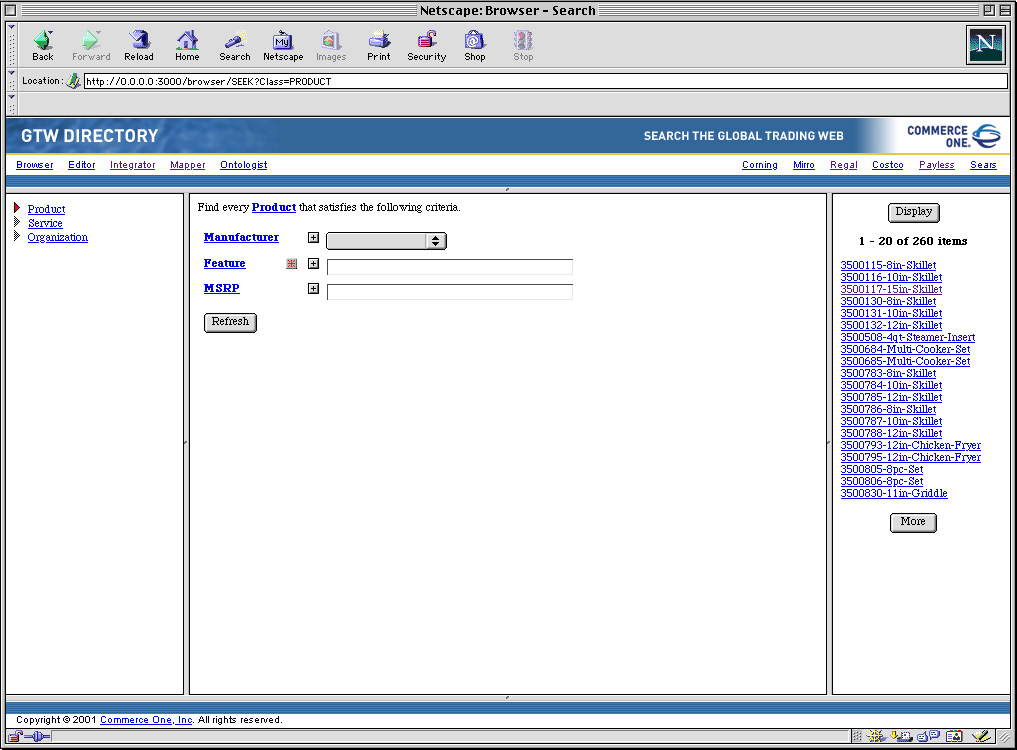 Netscape: Browser - Search
Back Forward Reload Home Search Netscape Images Print Security Shop Stop
My
N
Location: http://0.0.0.0:3000/browser/SEEK?Class=PRODUCT
GTW DIRECTORY SEARCH THE GLOBAL TRADING WEB COMMERCE ONE.
Browser Editor Integrator Mapper Ontologist Corning Mirro Regal Costco Payless Sears
Product
Service
Organization
Find every Product that satisfies the following criteria.
Manufacturer
Feature
MSRP
Refresh
Display
1 - 20 of 260 items
3500115-8in-Skillet
3500116-10in-Skillet
3500117-15in-Skillet
3500130-8in-Skillet
3500131-10in-Skillet
3500132-12in-Skillet
3500508-4qt-Steamer-Insert
3500684-Multi-Cooker-Set
3500685-Multi-Cooker-Set
3500783-8in-Skillet
3500784-10in-Skillet
3500785-12in-Skillet
3500786-8in-Skillet
3500787-10in-Skillet
3500788-12in-Skillet
3500793-12in-Chicken-Fryer
3500795-12in-Chicken-Fryer
3500805-8pc-Set
3500806-8pc-Set
3500830-11in-Griddle
More
Copyright © 2001 Commerce One, Inc. All rights reserved.